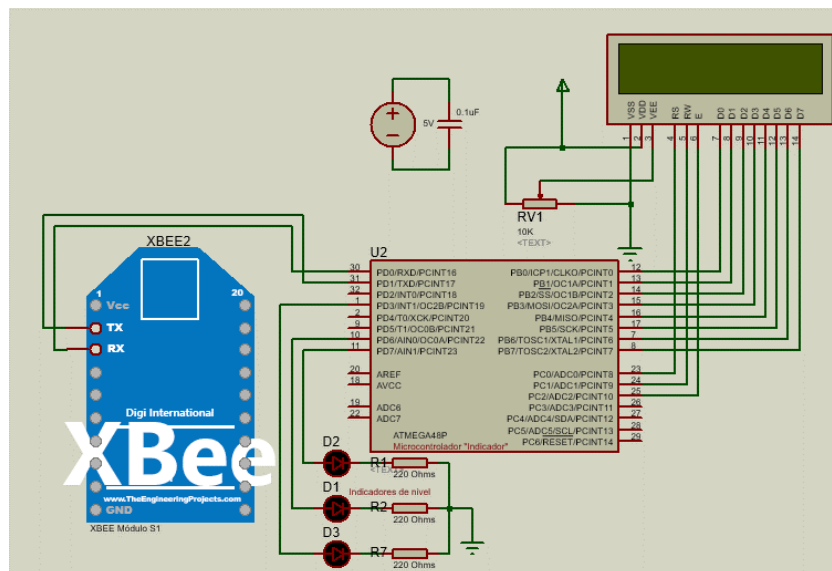 VSS
VDD
VEE
RS
RW
E
D0
D1
D2
D3
D4
D5
D6
D7
1
2
3
4
5
6
7
8
9
10
11
12
13
14
0.1uF
5V
RV1
10K
<TEXT>
XBEE2
1
20
Vcc
TX
RX
Digi International
XBee
www.TheEngineeringProjects.com
GND
XBEE Módulo S1
U2
30 PD0/RXD/PCINT16
31 PD1/TXD/PCINT17
32 PD2/INT0/PCINT18
1 PD3/INT1/OC2B/PCINT19
2 PD4/T0/XCK/PCINT20
9 PD5/T1/OC0B/PCINT21
10 PD6/AIN0/OC0A/PCINT22
11 PD7/AIN1/PCINT23
20 AREF
18 AVCC
19 ADC6
22 ADC7
PB0/ICP1/CLKO/PCINT0 12
PB1/OC1A/PCINT1 13
PB2/SS/OC1B/PCINT2 14
PB3/MOSI/OC2A/PCINT3 15
PB4/MISO/PCINT4 16
PB5/SCK/PCINT5 17
PB6/TOSC1/XTAL1/PCINT6 7
PB7/TOSC2/XTAL2/PCINT7 8
PC0/ADC0/PCINT8 23
PC1/ADC1/PCINT9 24
PC2/ADC2/PCINT10 25
PC3/ADC3/PCINT11 26
PC4/ADC4/SDA/PCINT12 27
PC5/ADC5/SCL/PCINT13 28
PC6/RESET/PCINT14 29
ATMEGA48P
Microcontrolador "Indicador"
<TEXT>
D2
R1
220 Ohms
Indicadores de nivel
D1
R2
220 Ohms
D3
R7
220 Ohms